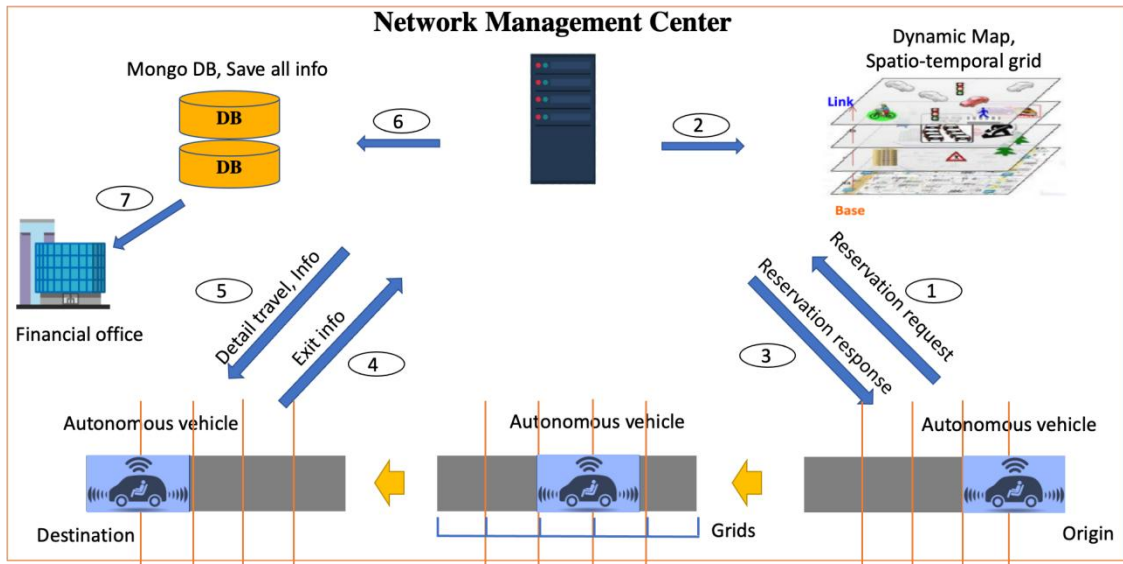 Network Management Center
Dynamic Map,
Spatio-temporal grid
Mongo DB, Save all info
Link
DB
DB
6
2
7
Base
Financial office
5
Detail travel, Info
Exit info
4
Reservation request
1
Reservation response
3
Autonomous vehicle
Autonomous vehicle
Autonomous vehicle
Destination
Grids
Origin